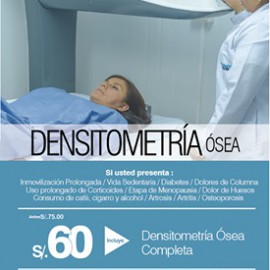 DENSITOMETRÍA ÓSEA
Si usted presenta :
Inmovilización Prolongada / Vida Sedentaria / Diabetes / Dolores de Columna
Uso prolongado de Corticoides / Etapa de Menopausia / Dolor de Huesos
Consumo de café, cigarro y alcohol / Artrosis / Artritis / Osteoporosis
Antes S/.75.00
S/.60 Incluye Densitometría Ósea
Completa